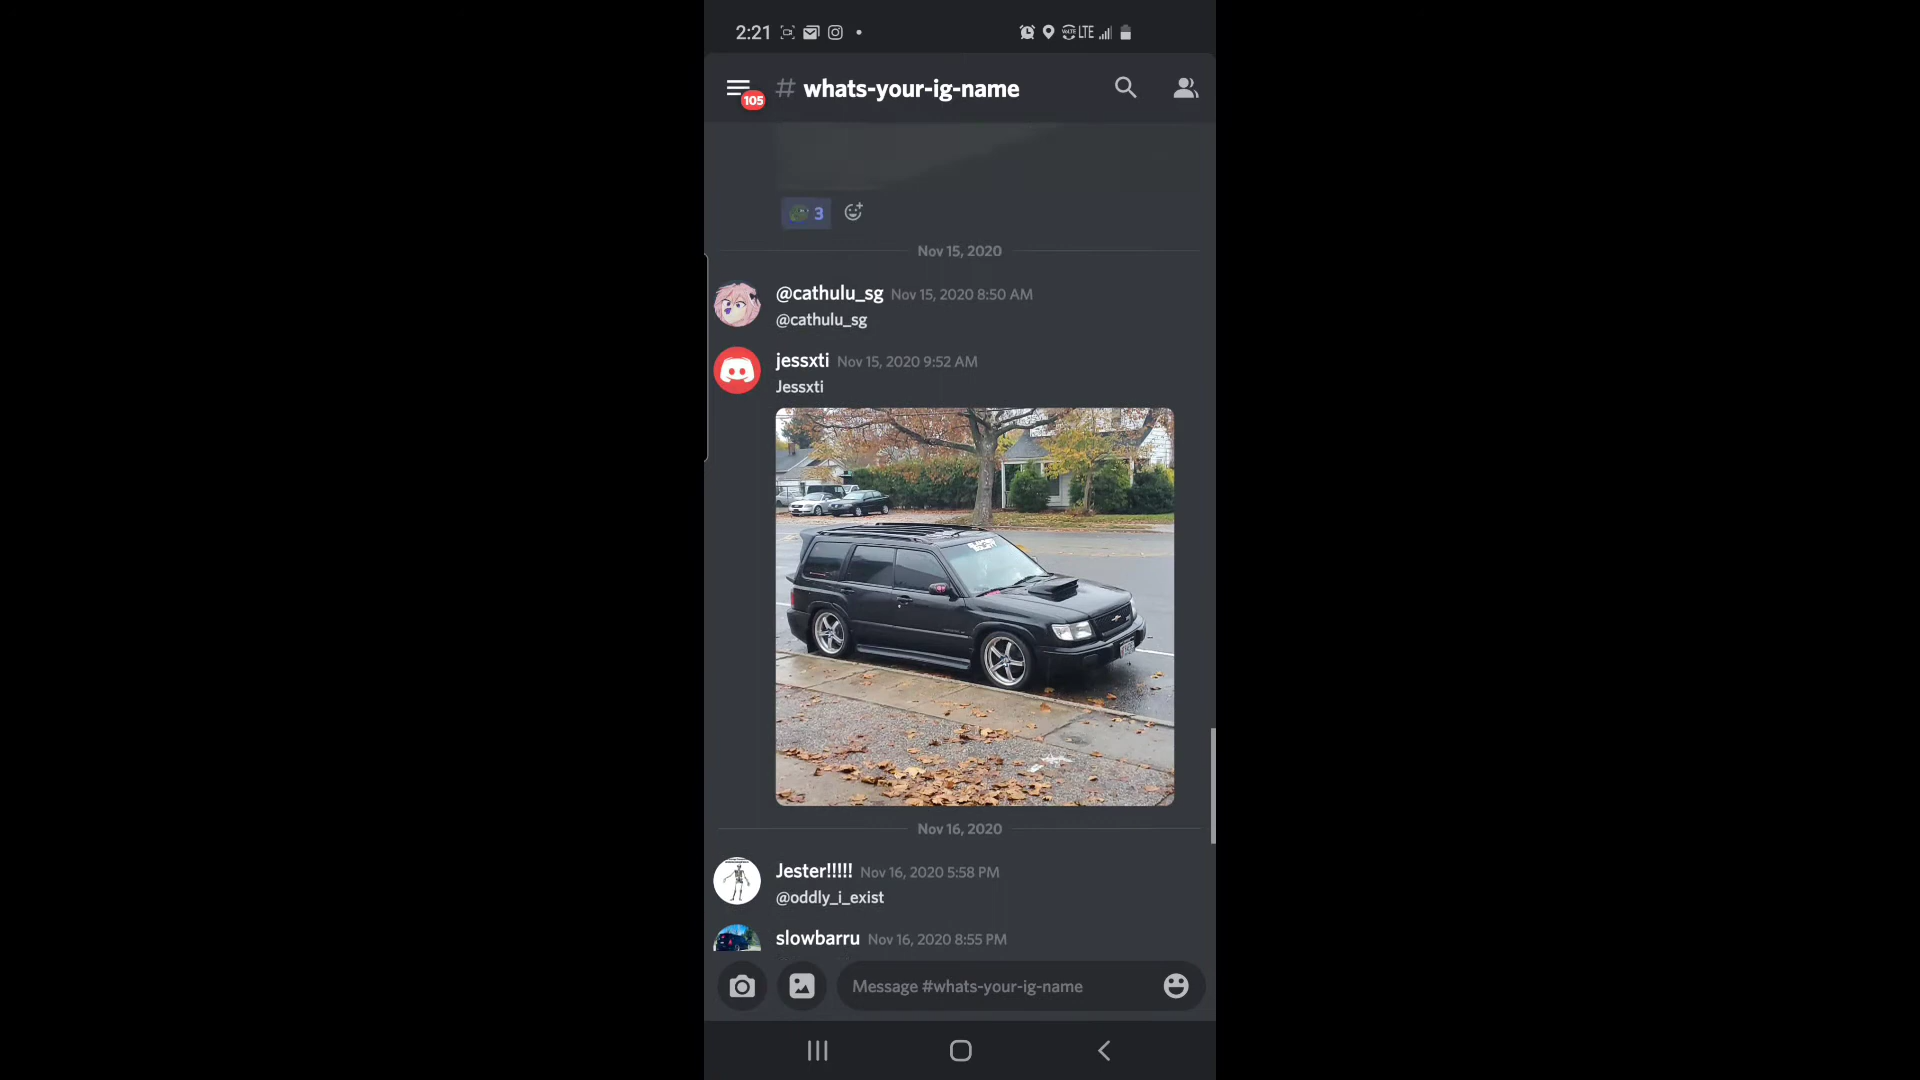 2:21
LTE
105
# whats-your-ig-name
3
Nov 15, 2020
@cathulu_sg Nov 15, 2020 8:50 AM
@cathulu_sg
jessxti Nov 15, 2020 9:52 AM
Jessxti
Nov 16, 2020
Jester!!!!! Nov 16, 2020 5:58 PM
@oddly_i_exist
slowbarru Nov 16, 2020 8:55 PM
Message #whats-your-ig-name